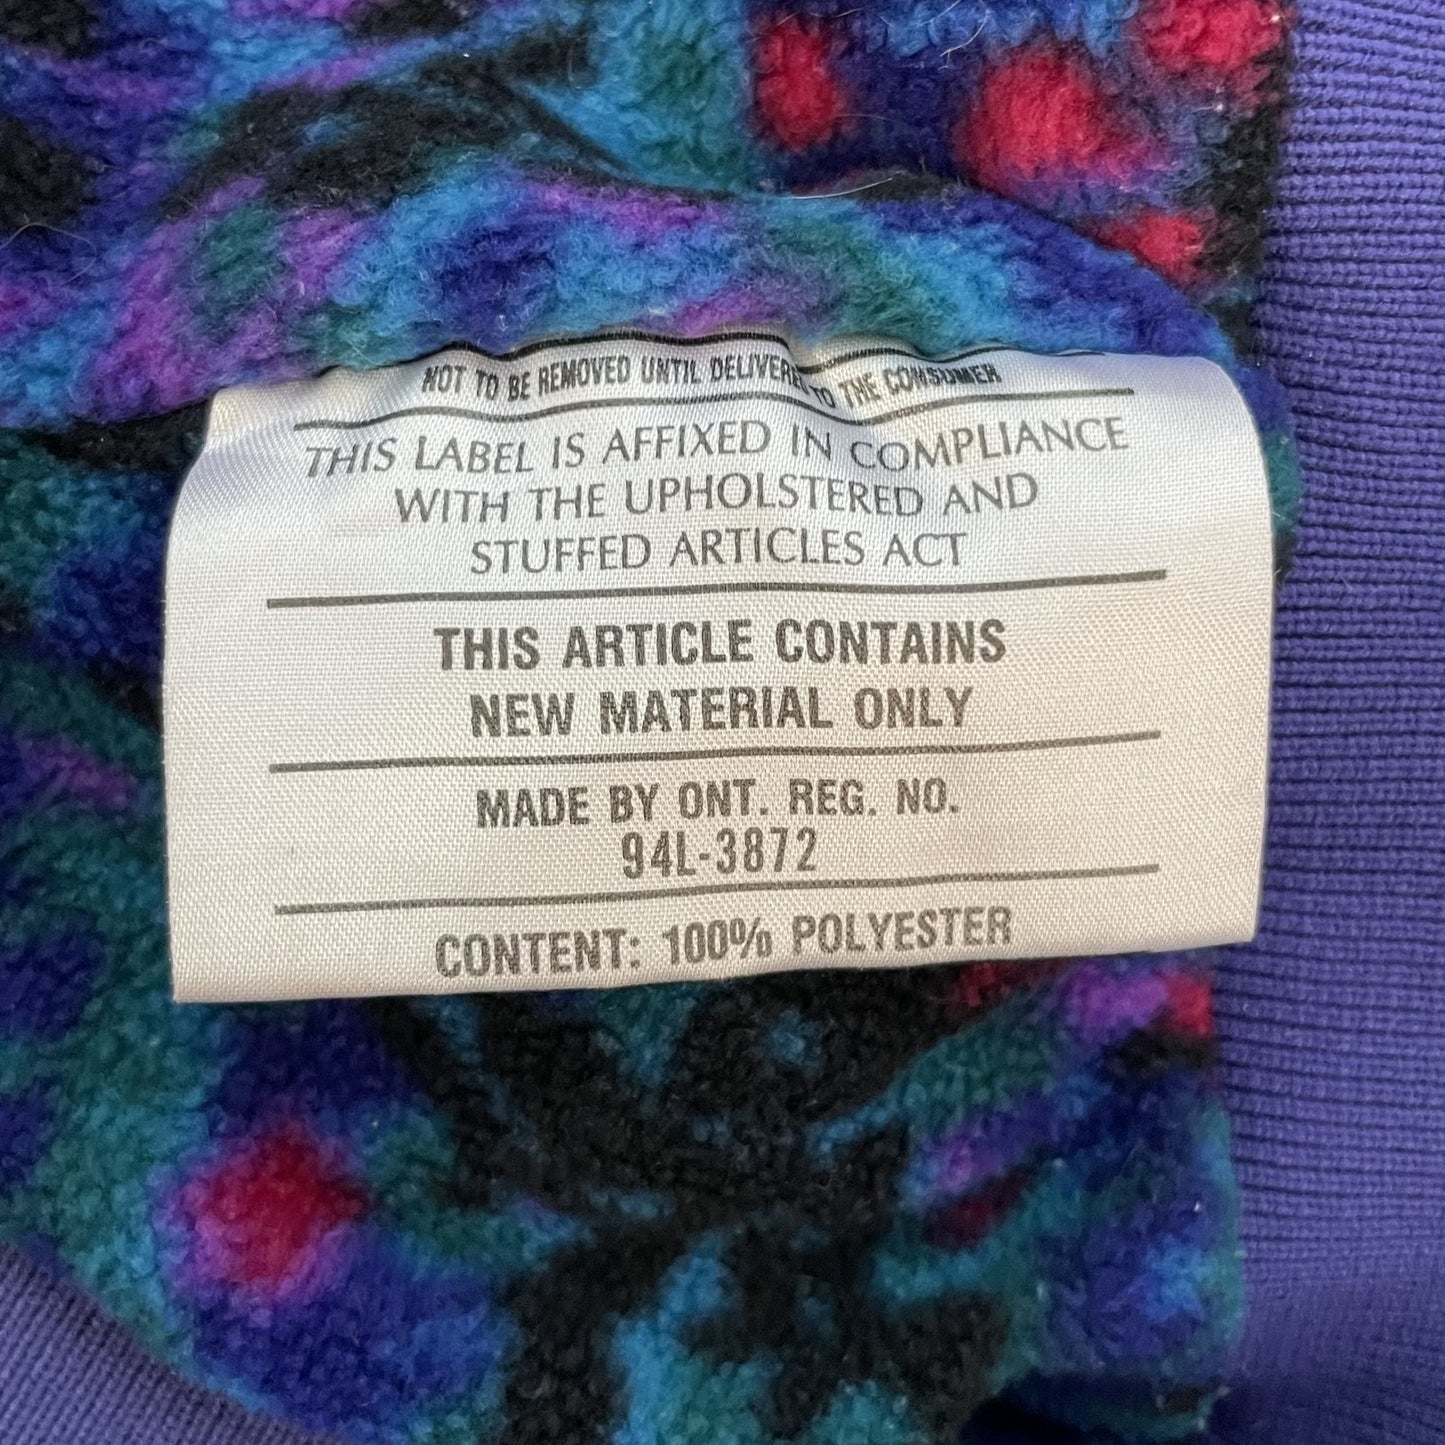 NOT TO BE REMOVED UNTIL DELIVERED TO THE CONSUMER
THIS LABEL IS AFFIXED IN COMPLIANCE
WITH THE UPHOLSTERED AND
STUFFED ARTICLES ACT
THIS ARTICLE CONTAINS
NEW MATERIAL ONLY
MADE BY ONT. REG. NO.
94L-3872
CONTENT: 100% POLYESTER